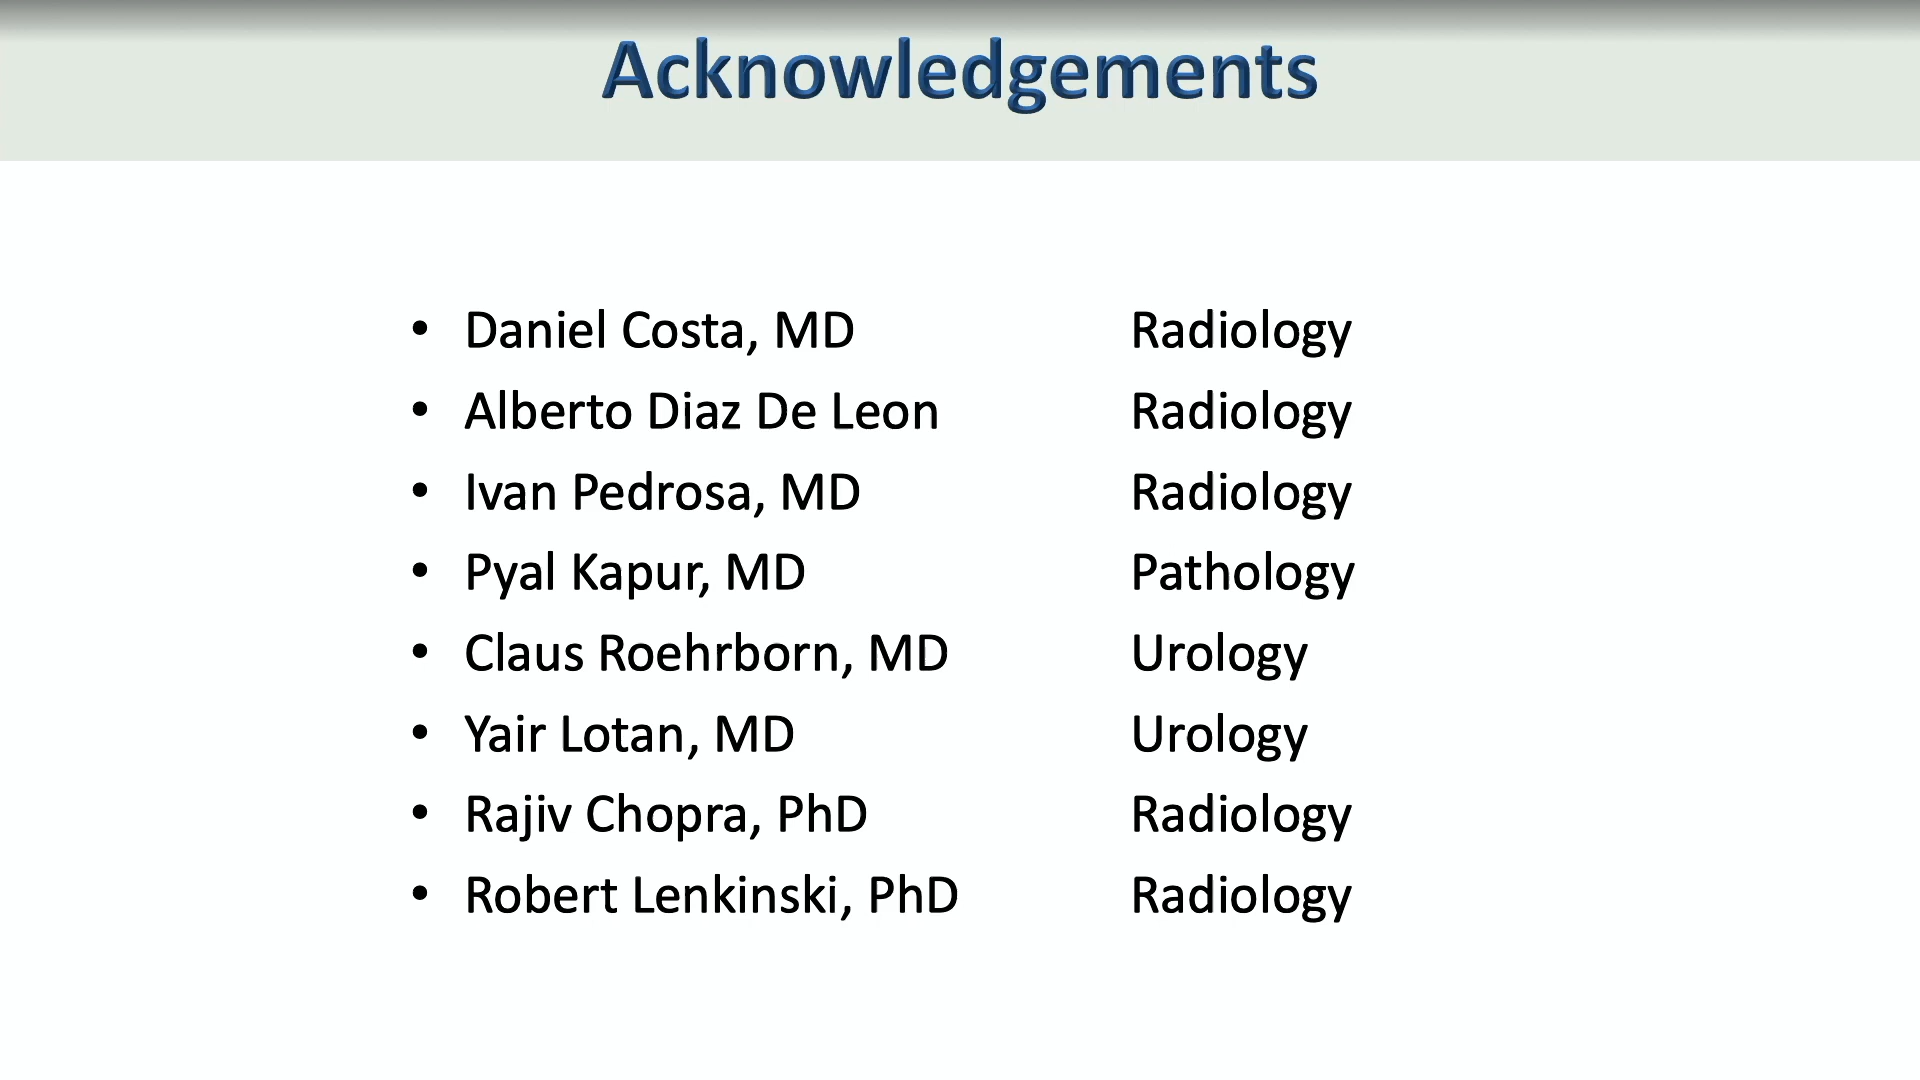 Acknowledgements
• Daniel Costa, MD Radiology
• Alberto Diaz De Leon Radiology
• Ivan Pedrosa, MD Radiology
• Pyal Kapur, MD Pathology
• Claus Roehrborn, MD Urology
• Yair Lotan, MD Urology
• Rajiv Chopra, PhD Radiology
• Robert Lenkinski, PhD Radiology